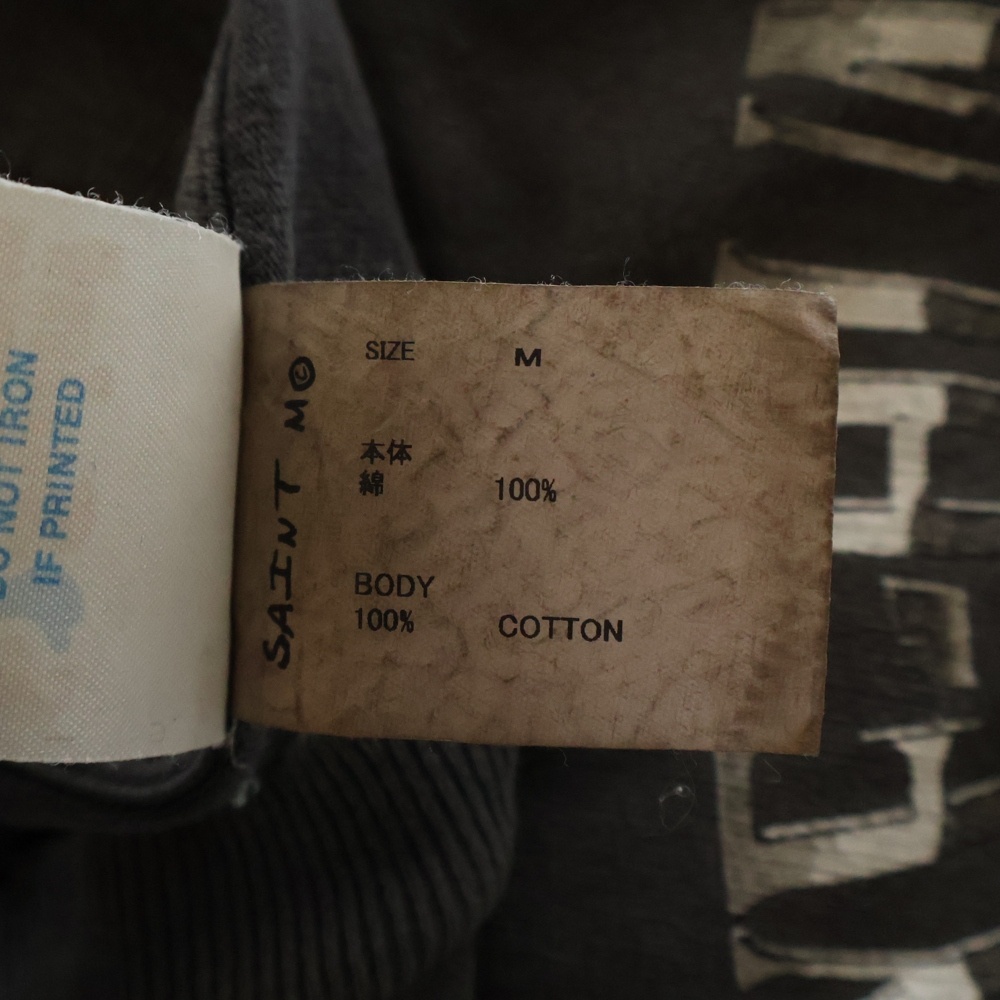 DO NOT IRON
IF PRINTED
SAINT M©
SIZE M
本体
綿 100%
BODY
100% COTTON